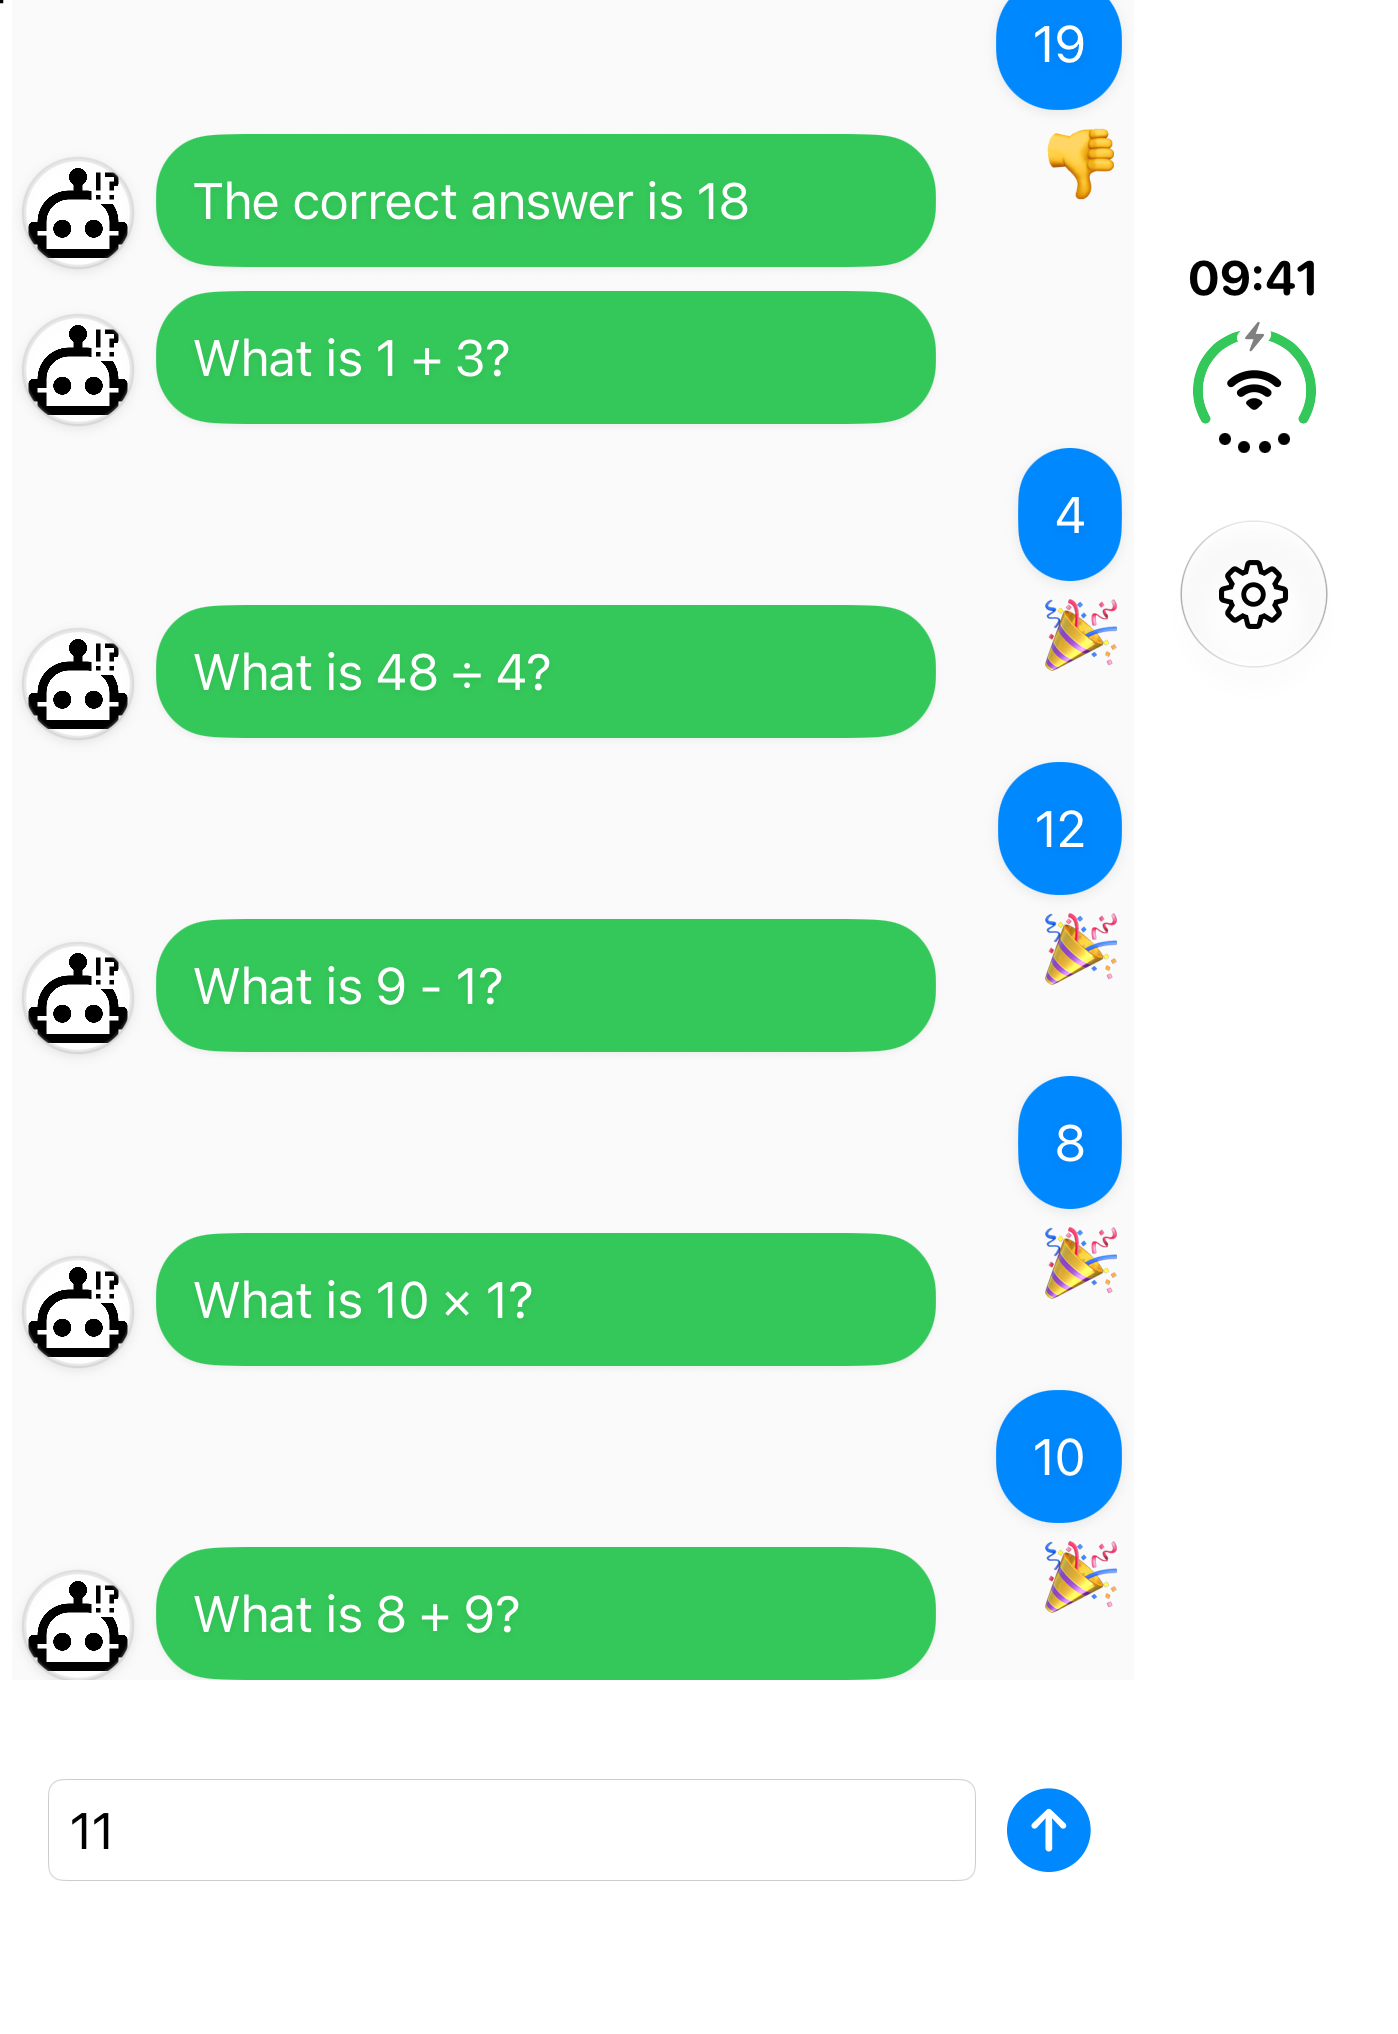 19
The correct answer is 18
09:41
What is 1 + 3?
4
What is 48 ÷ 4?
12
What is 9 - 1?
8
What is 10 × 1?
10
What is 8 + 9?
11